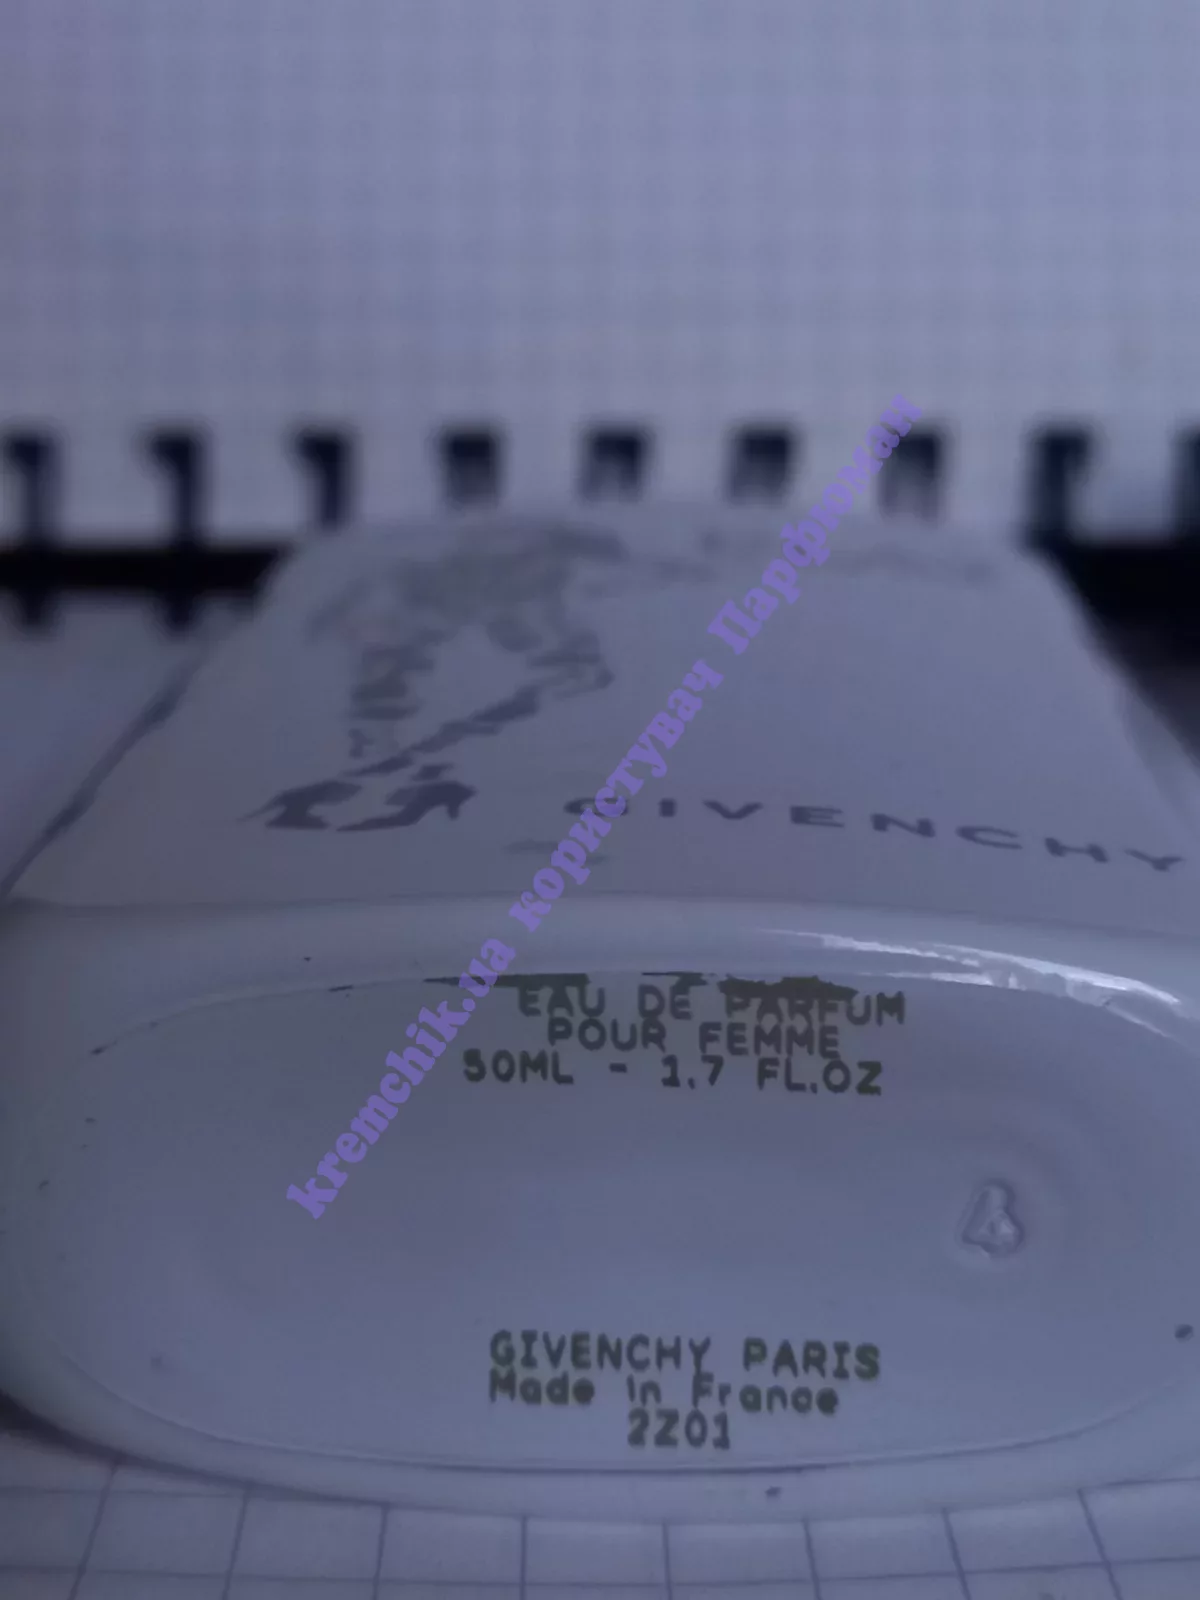 GIVENCHY
EAU DE PARFUM
POUR FEMME
50ML - 1.7 FL.OZ
4
GIVENCHY PARIS
Made in France
2Z01
kremchik.ua користувач Парфюман